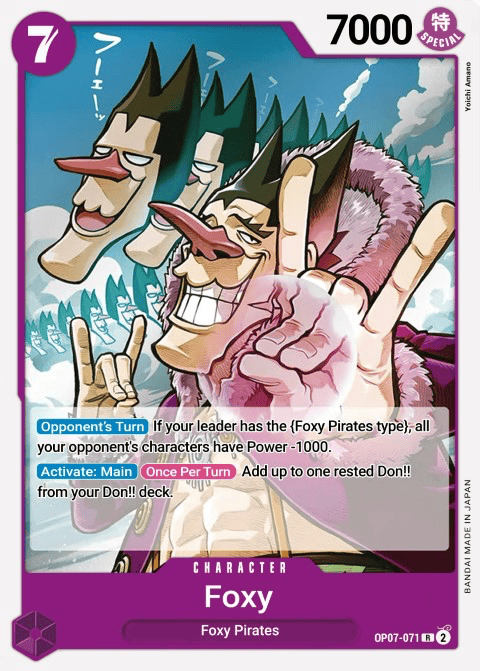 7
7000
特
SPECIAL
フーェーッ
Yoichi Amano
Opponent's Turn If your leader has the {Foxy Pirates type}, all
your opponent's characters have Power -1000.
Activate: Main Once Per Turn Add up to one rested Don!!
from your Don!! deck.
BANDAI MADE IN JAPAN
CHARACTER
Foxy
Foxy Pirates
OP07-071 R 2